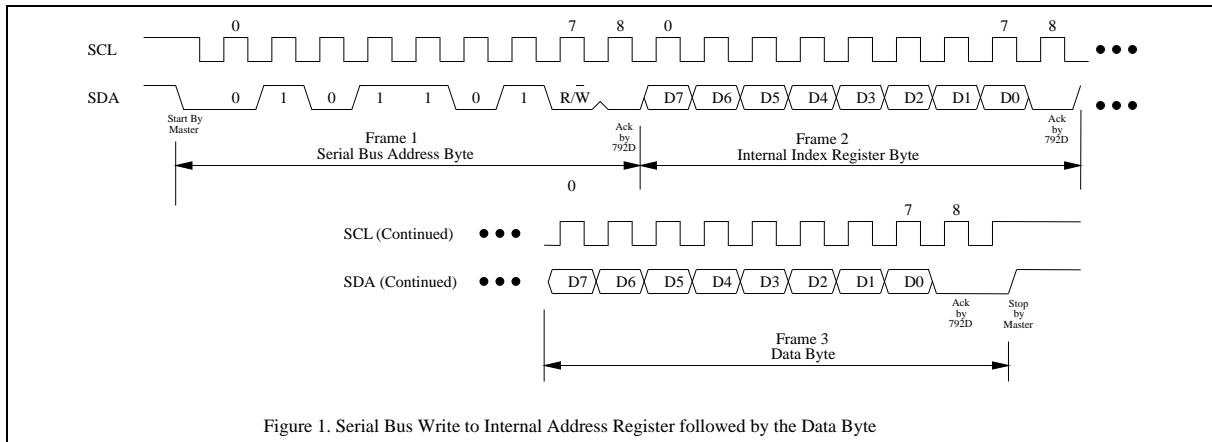 0 7 8 0 7 8
SCL
SDA 0 1 0 1 1 0 1 R/W̅ D7 D6 D5 D4 D3 D2 D1 D0
Start By
Master
Ack
by
792D
Ack
by
792D
Frame 1
Serial Bus Address Byte
Frame 2
Internal Index Register Byte
0
7 8
SCL (Continued)
SDA (Continued) D7 D6 D5 D4 D3 D2 D1 D0
Ack
by
792D
Stop
by
Master
Frame 3
Data Byte
Figure 1. Serial Bus Write to Internal Address Register followed by the Data Byte